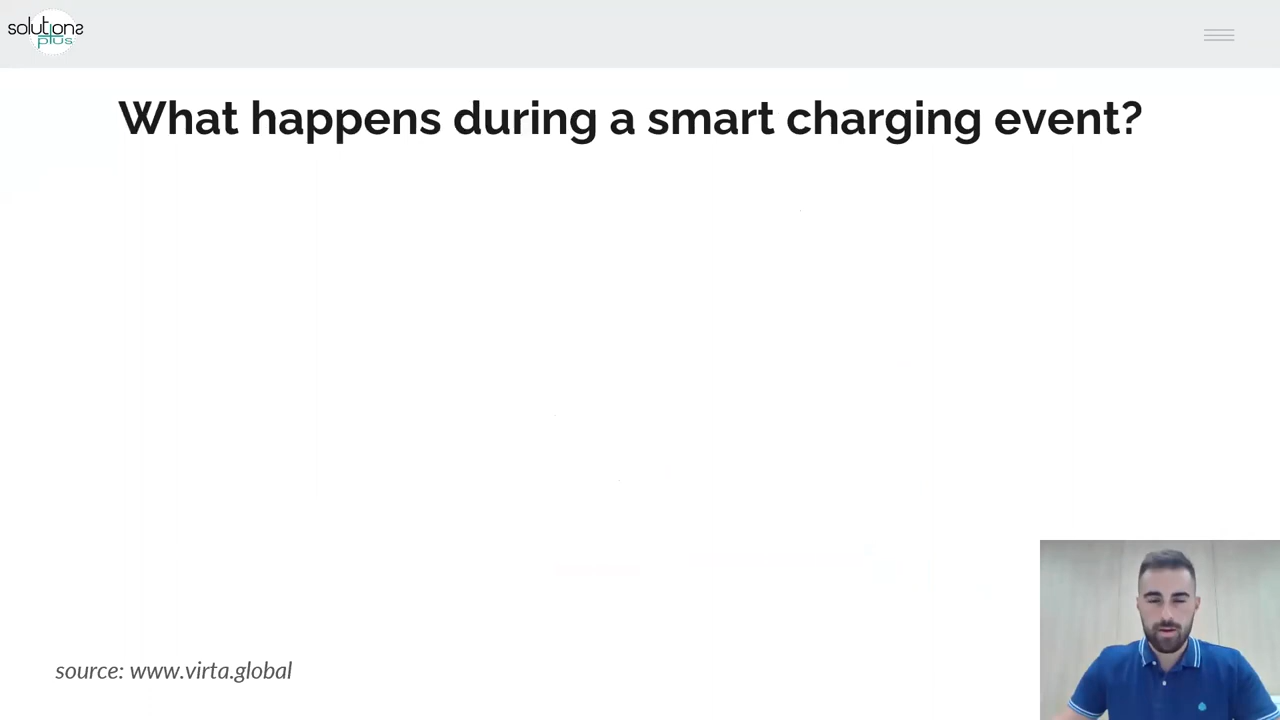 solutions
plus
What happens during a smart charging event?
source: www.virta.global